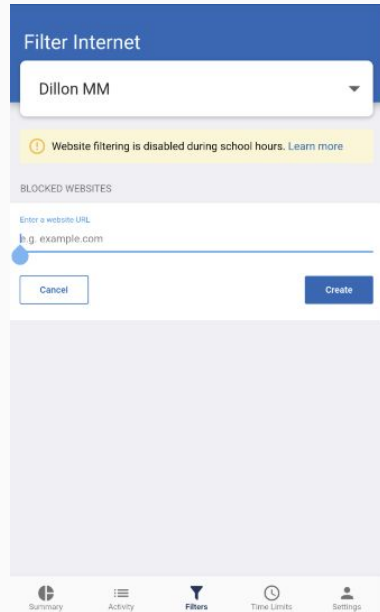 Filter Internet
Dillon MM
Website filtering is disabled during school hours. Learn more
BLOCKED WEBSITES
Enter a website URL
e.g. example.com
Cancel
Create
Summary
Activity
Filters
Time Limits
Settings